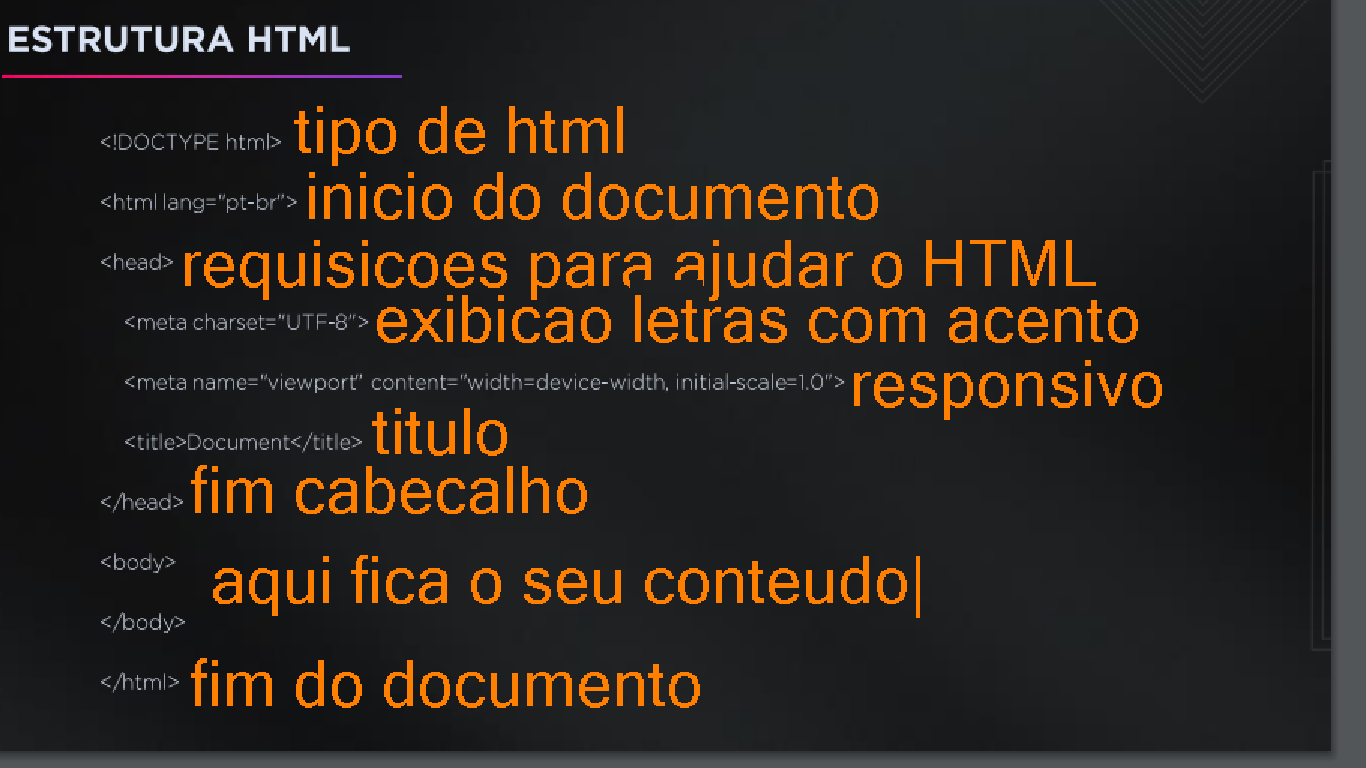 ESTRUTURA HTML
<!DOCTYPE html> tipo de html
<html lang="pt-br"> inicio do documento
<head> requisicoes para ajudar o HTML
<meta charset="UTF-8"> exibicao letras com acento
<meta name="viewport" content="width=device-width, initial-scale=1.0"> responsivo
<title>Document</title> titulo
</head> fim cabecalho
<body>
aqui fica o seu conteudo
</body>
</html> fim do documento